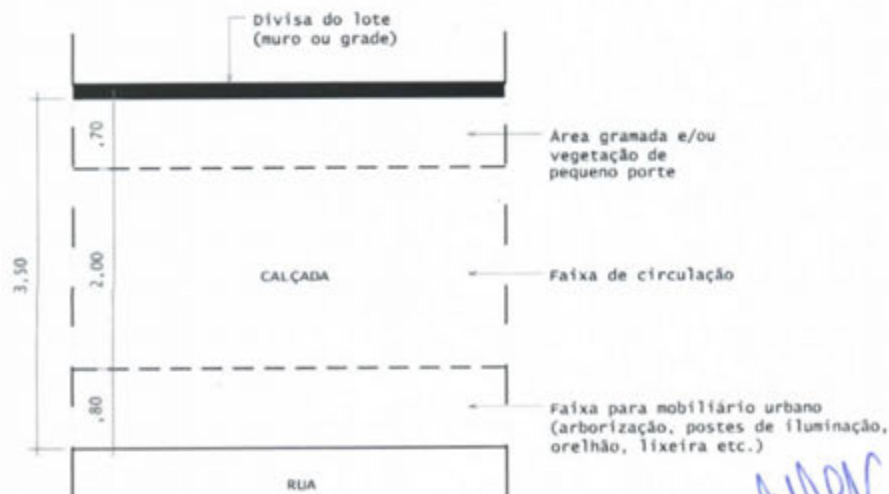 Divisa do lote
(muro ou grade)
,70
Area gramada e/ou
vegetação de
pequeno porte
3,50
2,00
CALÇADA
Faixa de circulação
,80
Faixa para mobiliário urbano
(arborização, postes de iluminação,
orelhão, lixeira etc.)
RUA